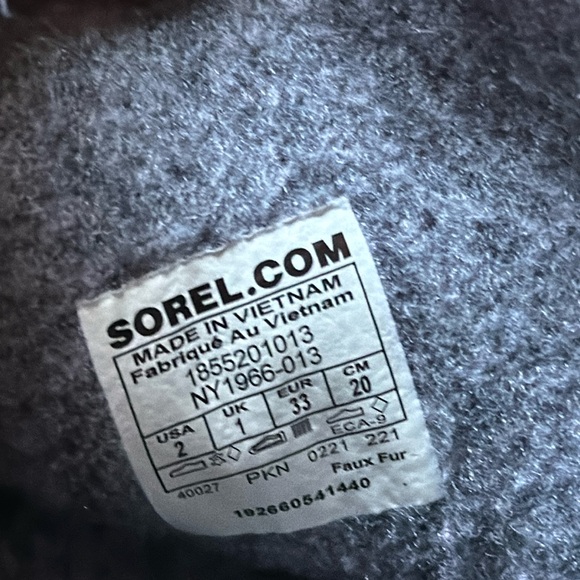 SOREL.COM
MADE IN VIETNAM
Fabriqué Au Vietnam
1855201013
NY1966-013
USA UK EUR CM
2 1 33 20
ECA-9
40027 PKN 0221 221
Faux Fur
192660541440